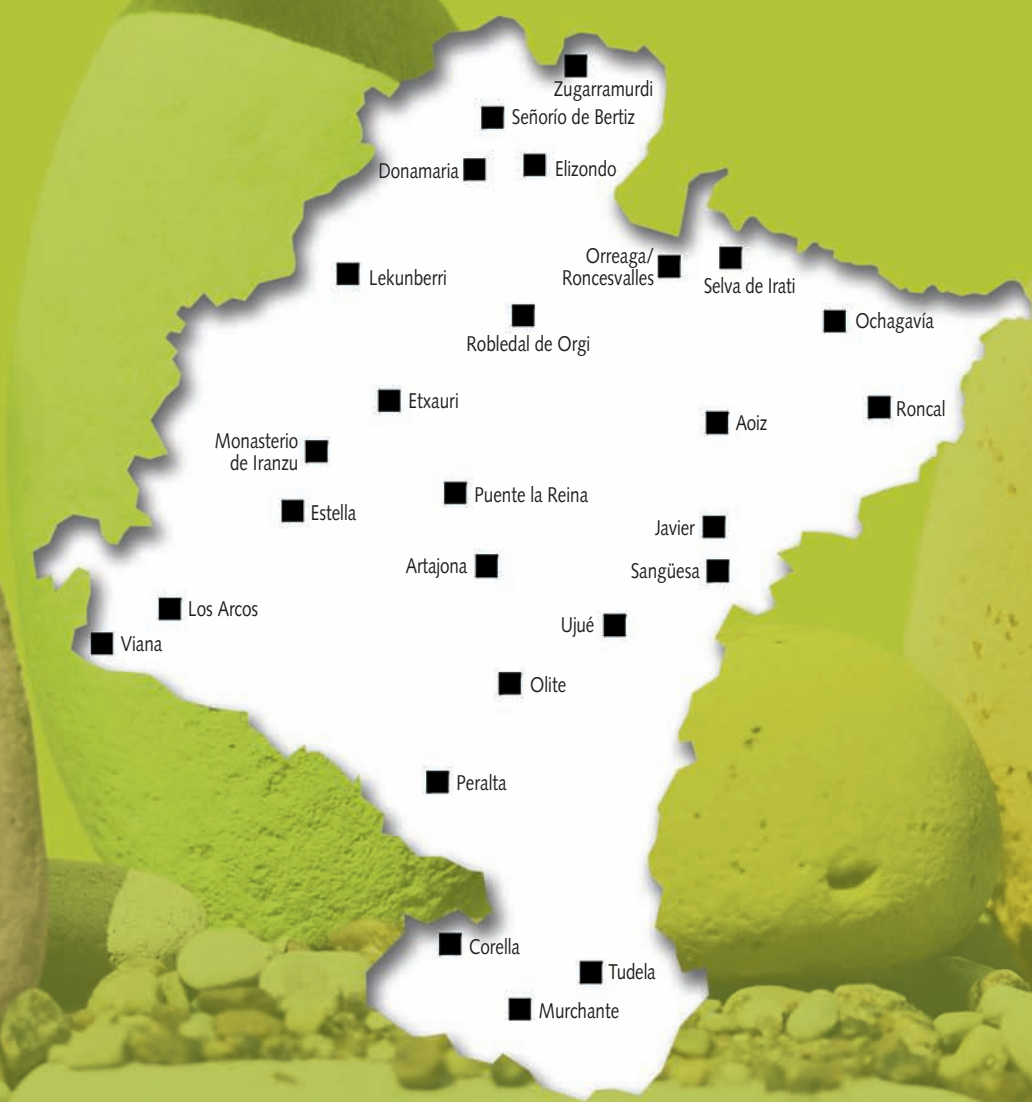 Zugarramurdi
Señorío de Bertiz
Donamaria
Elizondo
Orreaga/
Roncesvalles
Selva de Irati
Lekunberri
Ochagavía
Robledal de Orgi
Etxauri
Roncal
Aoiz
Monasterio
de Iranzu
Puente la Reina
Estella
Javier
Artajona
Sangüesa
Los Arcos
Ujué
Viana
Olite
Peralta
Corella
Tudela
Murchante